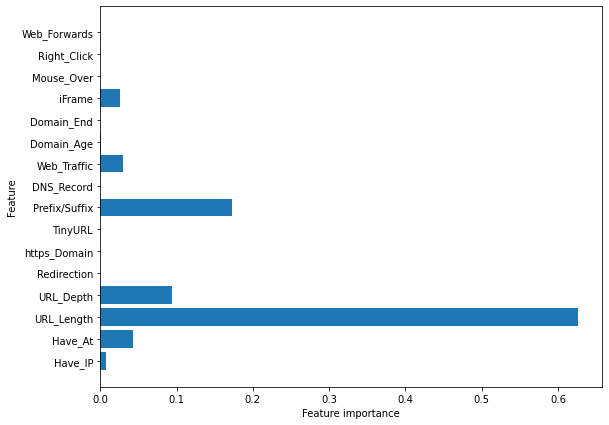 Web_Forwards
Right_Click
Mouse_Over
iFrame
Domain_End
Domain_Age
Web_Traffic
DNS_Record
Prefix/Suffix
TinyURL
https_Domain
Redirection
URL_Depth
URL_Length
Have_At
Have_IP
Feature
0.0 0.1 0.2 0.3 0.4 0.5 0.6
Feature importance